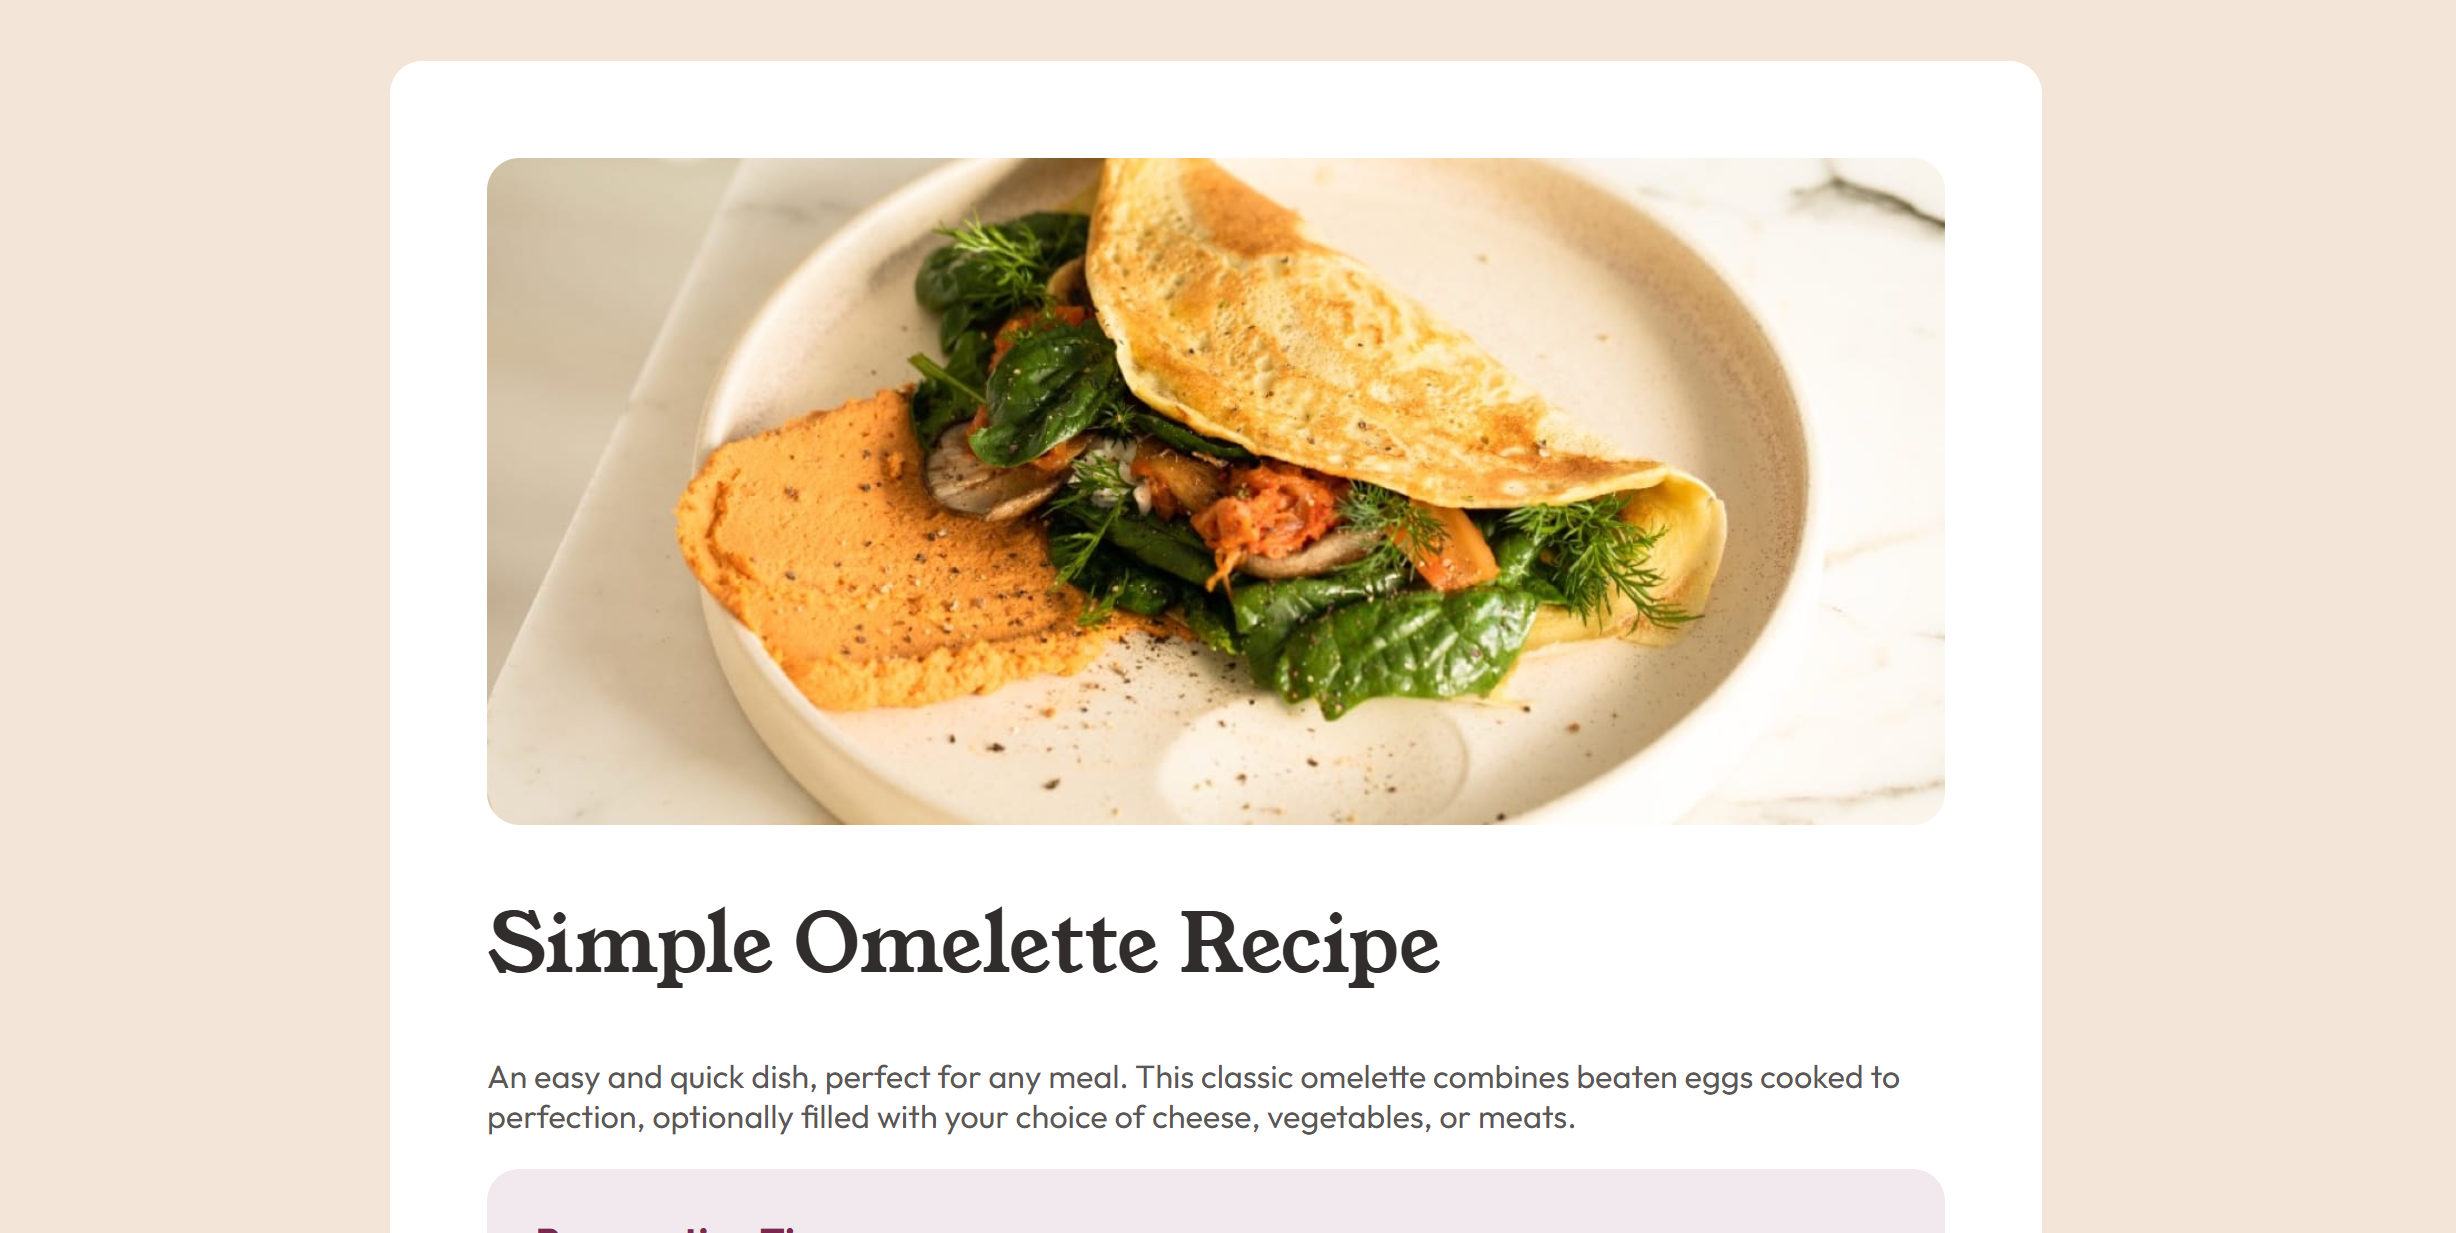 Simple Omelette Recipe
An easy and quick dish, perfect for any meal. This classic omelette combines beaten eggs cooked to
perfection, optionally filled with your choice of cheese, vegetables, or meats.